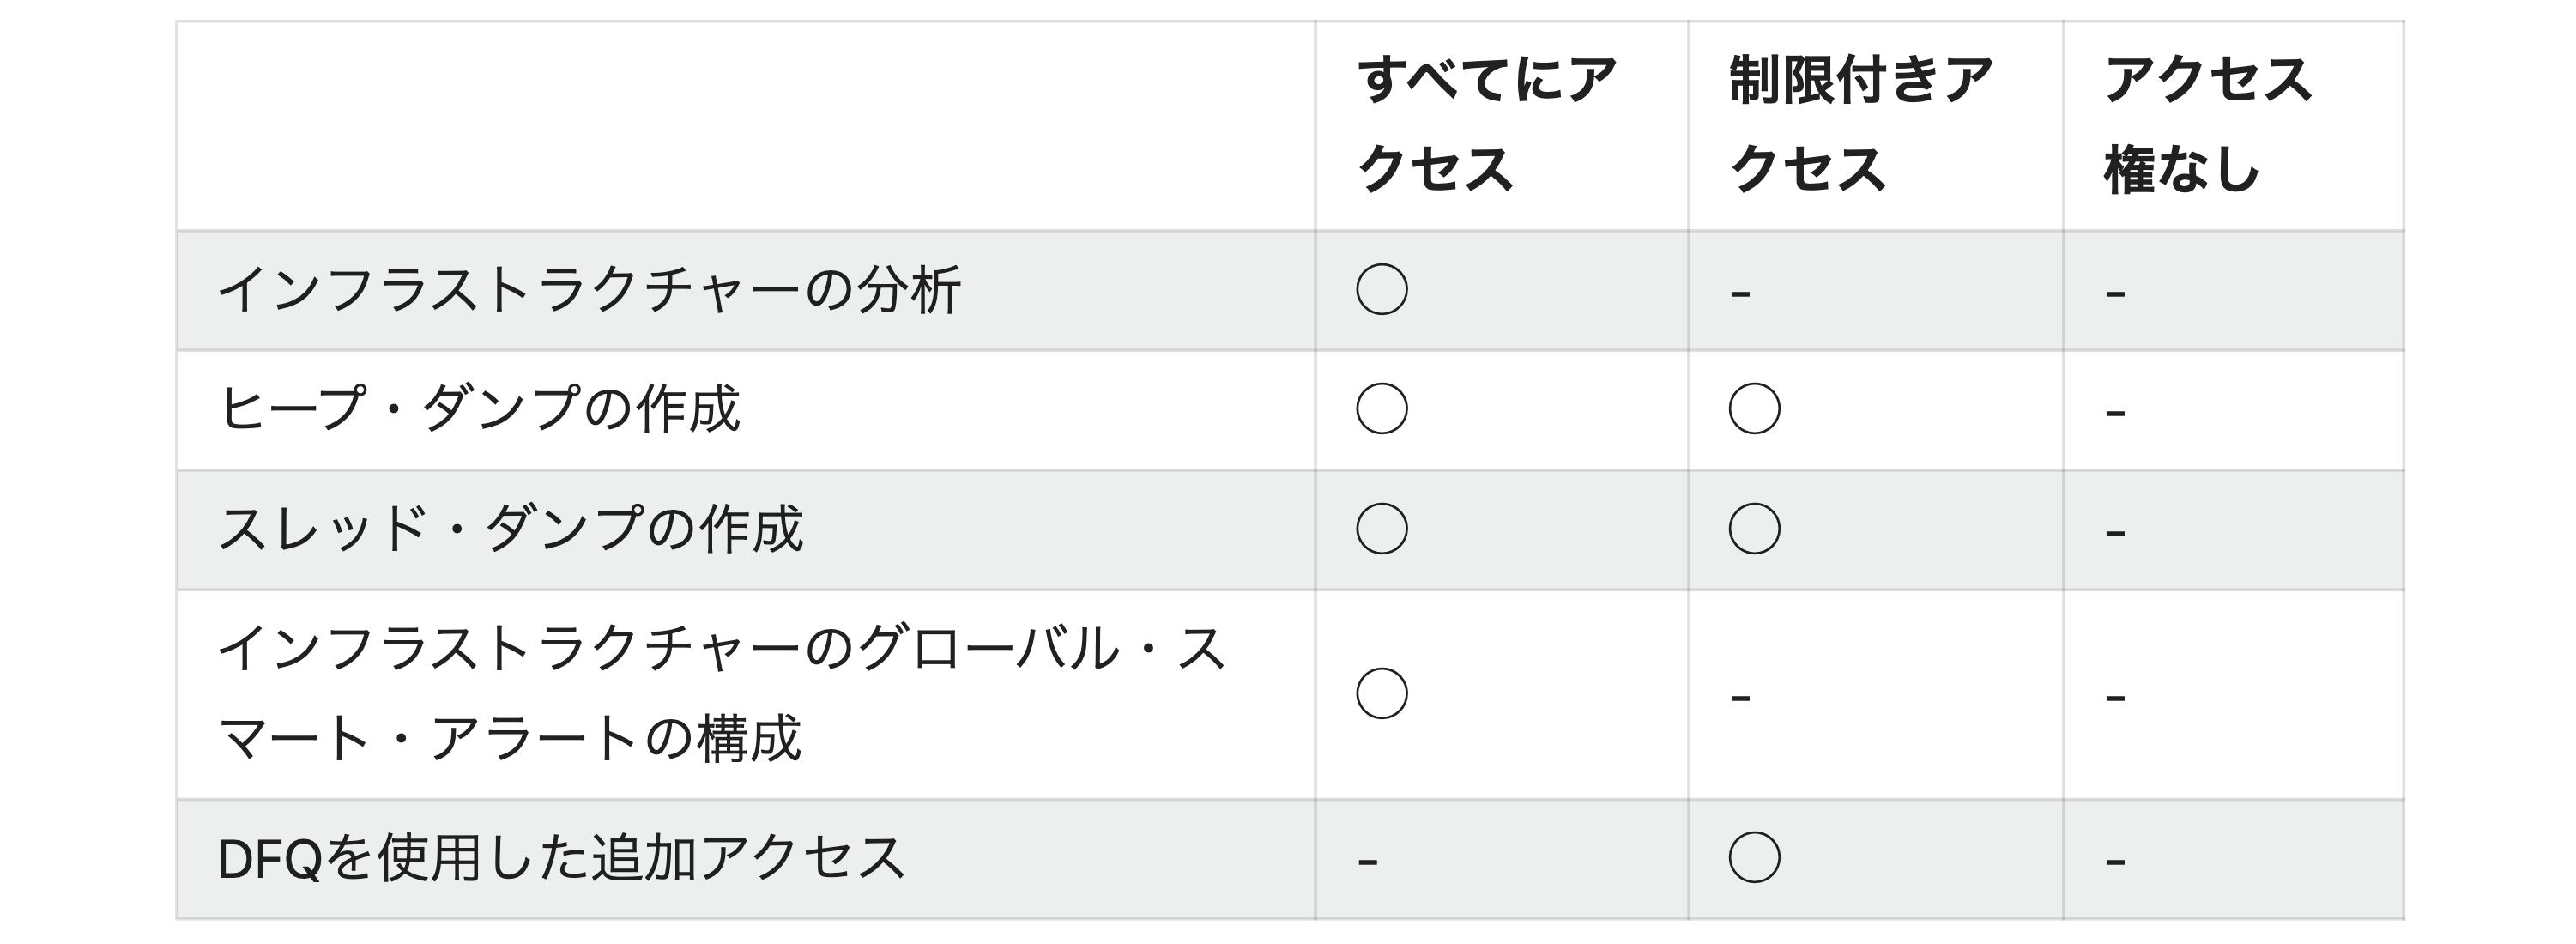 すべてにア 制限付きア アクセス
クセス クセス 権なし
インフラストラクチャーの分析 ○ - -
ヒープ・ダンプの作成 ○ ○ -
スレッド・ダンプの作成 ○ ○ -
インフラストラクチャーのグローバル・ス
マート・アラートの構成 ○ - -
DFQを使用した追加アクセス - ○ -